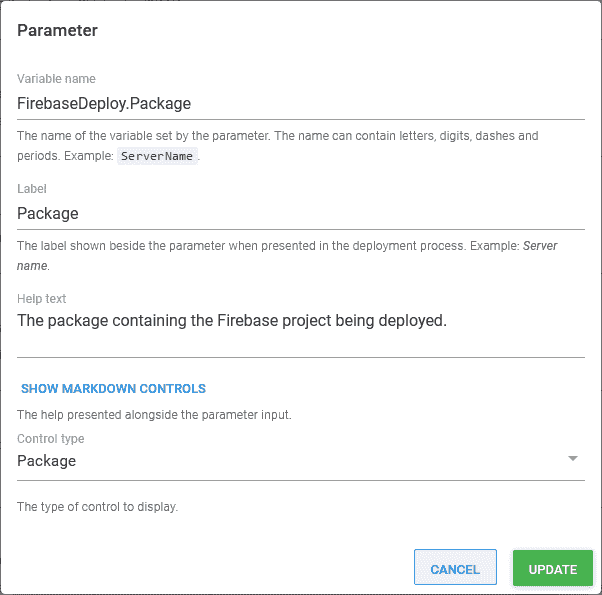 Parameter
Variable name
FirebaseDeploy.Package
The name of the variable set by the parameter. The name can contain letters, digits, dashes and
periods. Example: ServerName.
Label
Package
The label shown beside the parameter when presented in the deployment process. Example: Server
name.
Help text
The package containing the Firebase project being deployed.
SHOW MARKDOWN CONTROLS
The help presented alongside the parameter input.
Control type
Package
The type of control to display.
CANCEL UPDATE